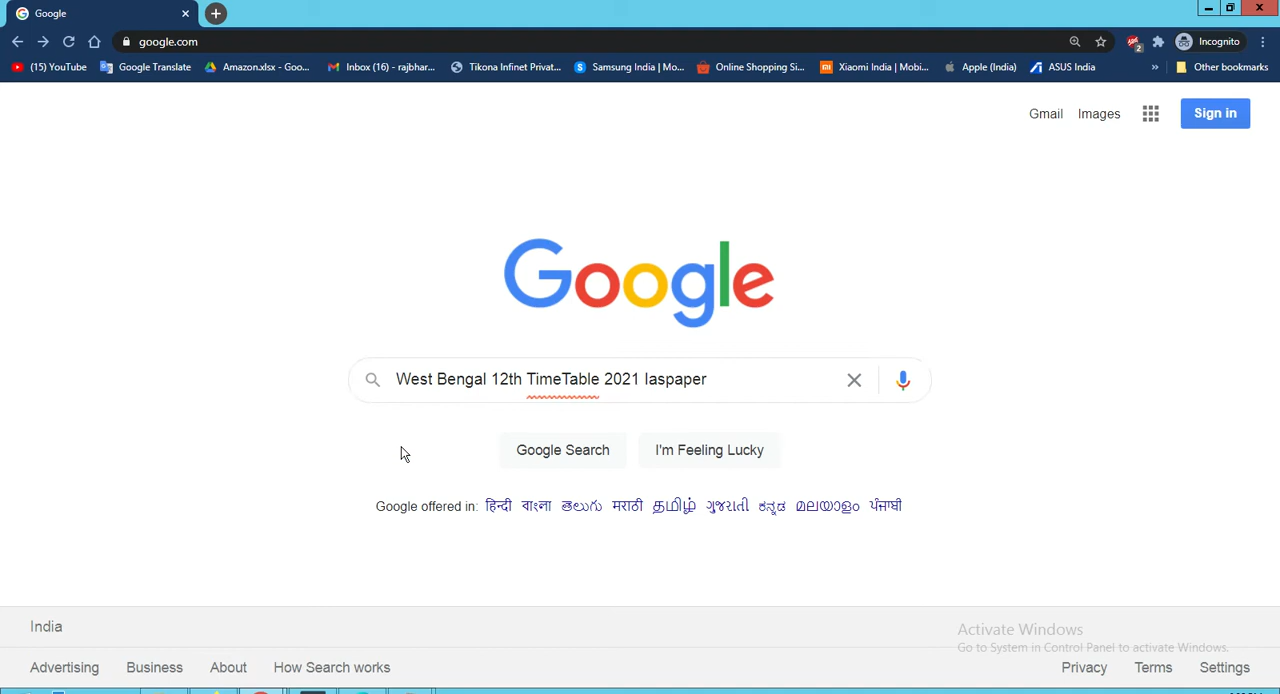 Google
google.com
Incognito
(15) YouTube
Google Translate
Amazon.xlsx - Goo...
Inbox (16) - rajbhar...
Tikona Infinet Privat...
Samsung India | Mo...
Online Shopping Si...
Xiaomi India | Mobi...
Apple (India)
ASUS India
»
Other bookmarks
Gmail Images
Sign in
Google
West Bengal 12th TimeTable 2021 Iaspaper
Google Search
I'm Feeling Lucky
Google offered in: हिन्दी বাংলা తెలుగు मराठी தமிழ் ગુજરાતી ಕನ್ನಡ മലയാളം ਪੰਜਾਬੀ
India
Activate Windows
Go to System in Control Panel to activate Windows.
Advertising Business About How Search works
Privacy Terms Settings